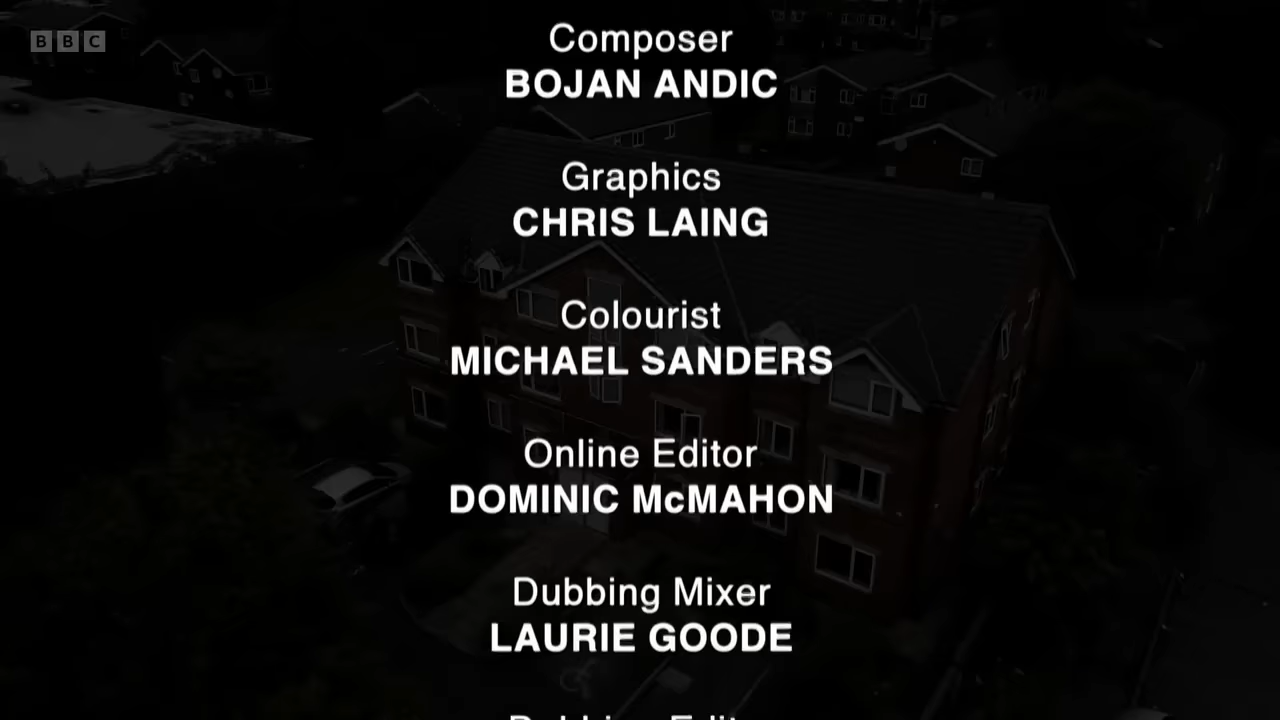 BBC
Composer
BOJAN ANDIC
Graphics
CHRIS LAING
Colourist
MICHAEL SANDERS
Online Editor
DOMINIC McMAHON
Dubbing Mixer
LAURIE GOODE